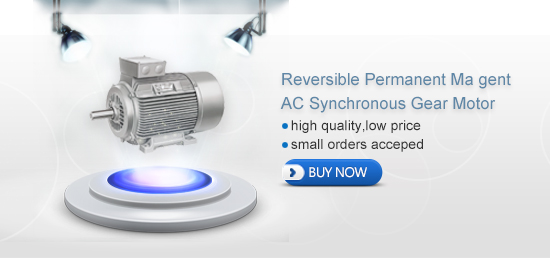 Reversible Permanent Ma gent
AC Synchronous Gear Motor
high quality,low price
small orders acceped
BUY NOW